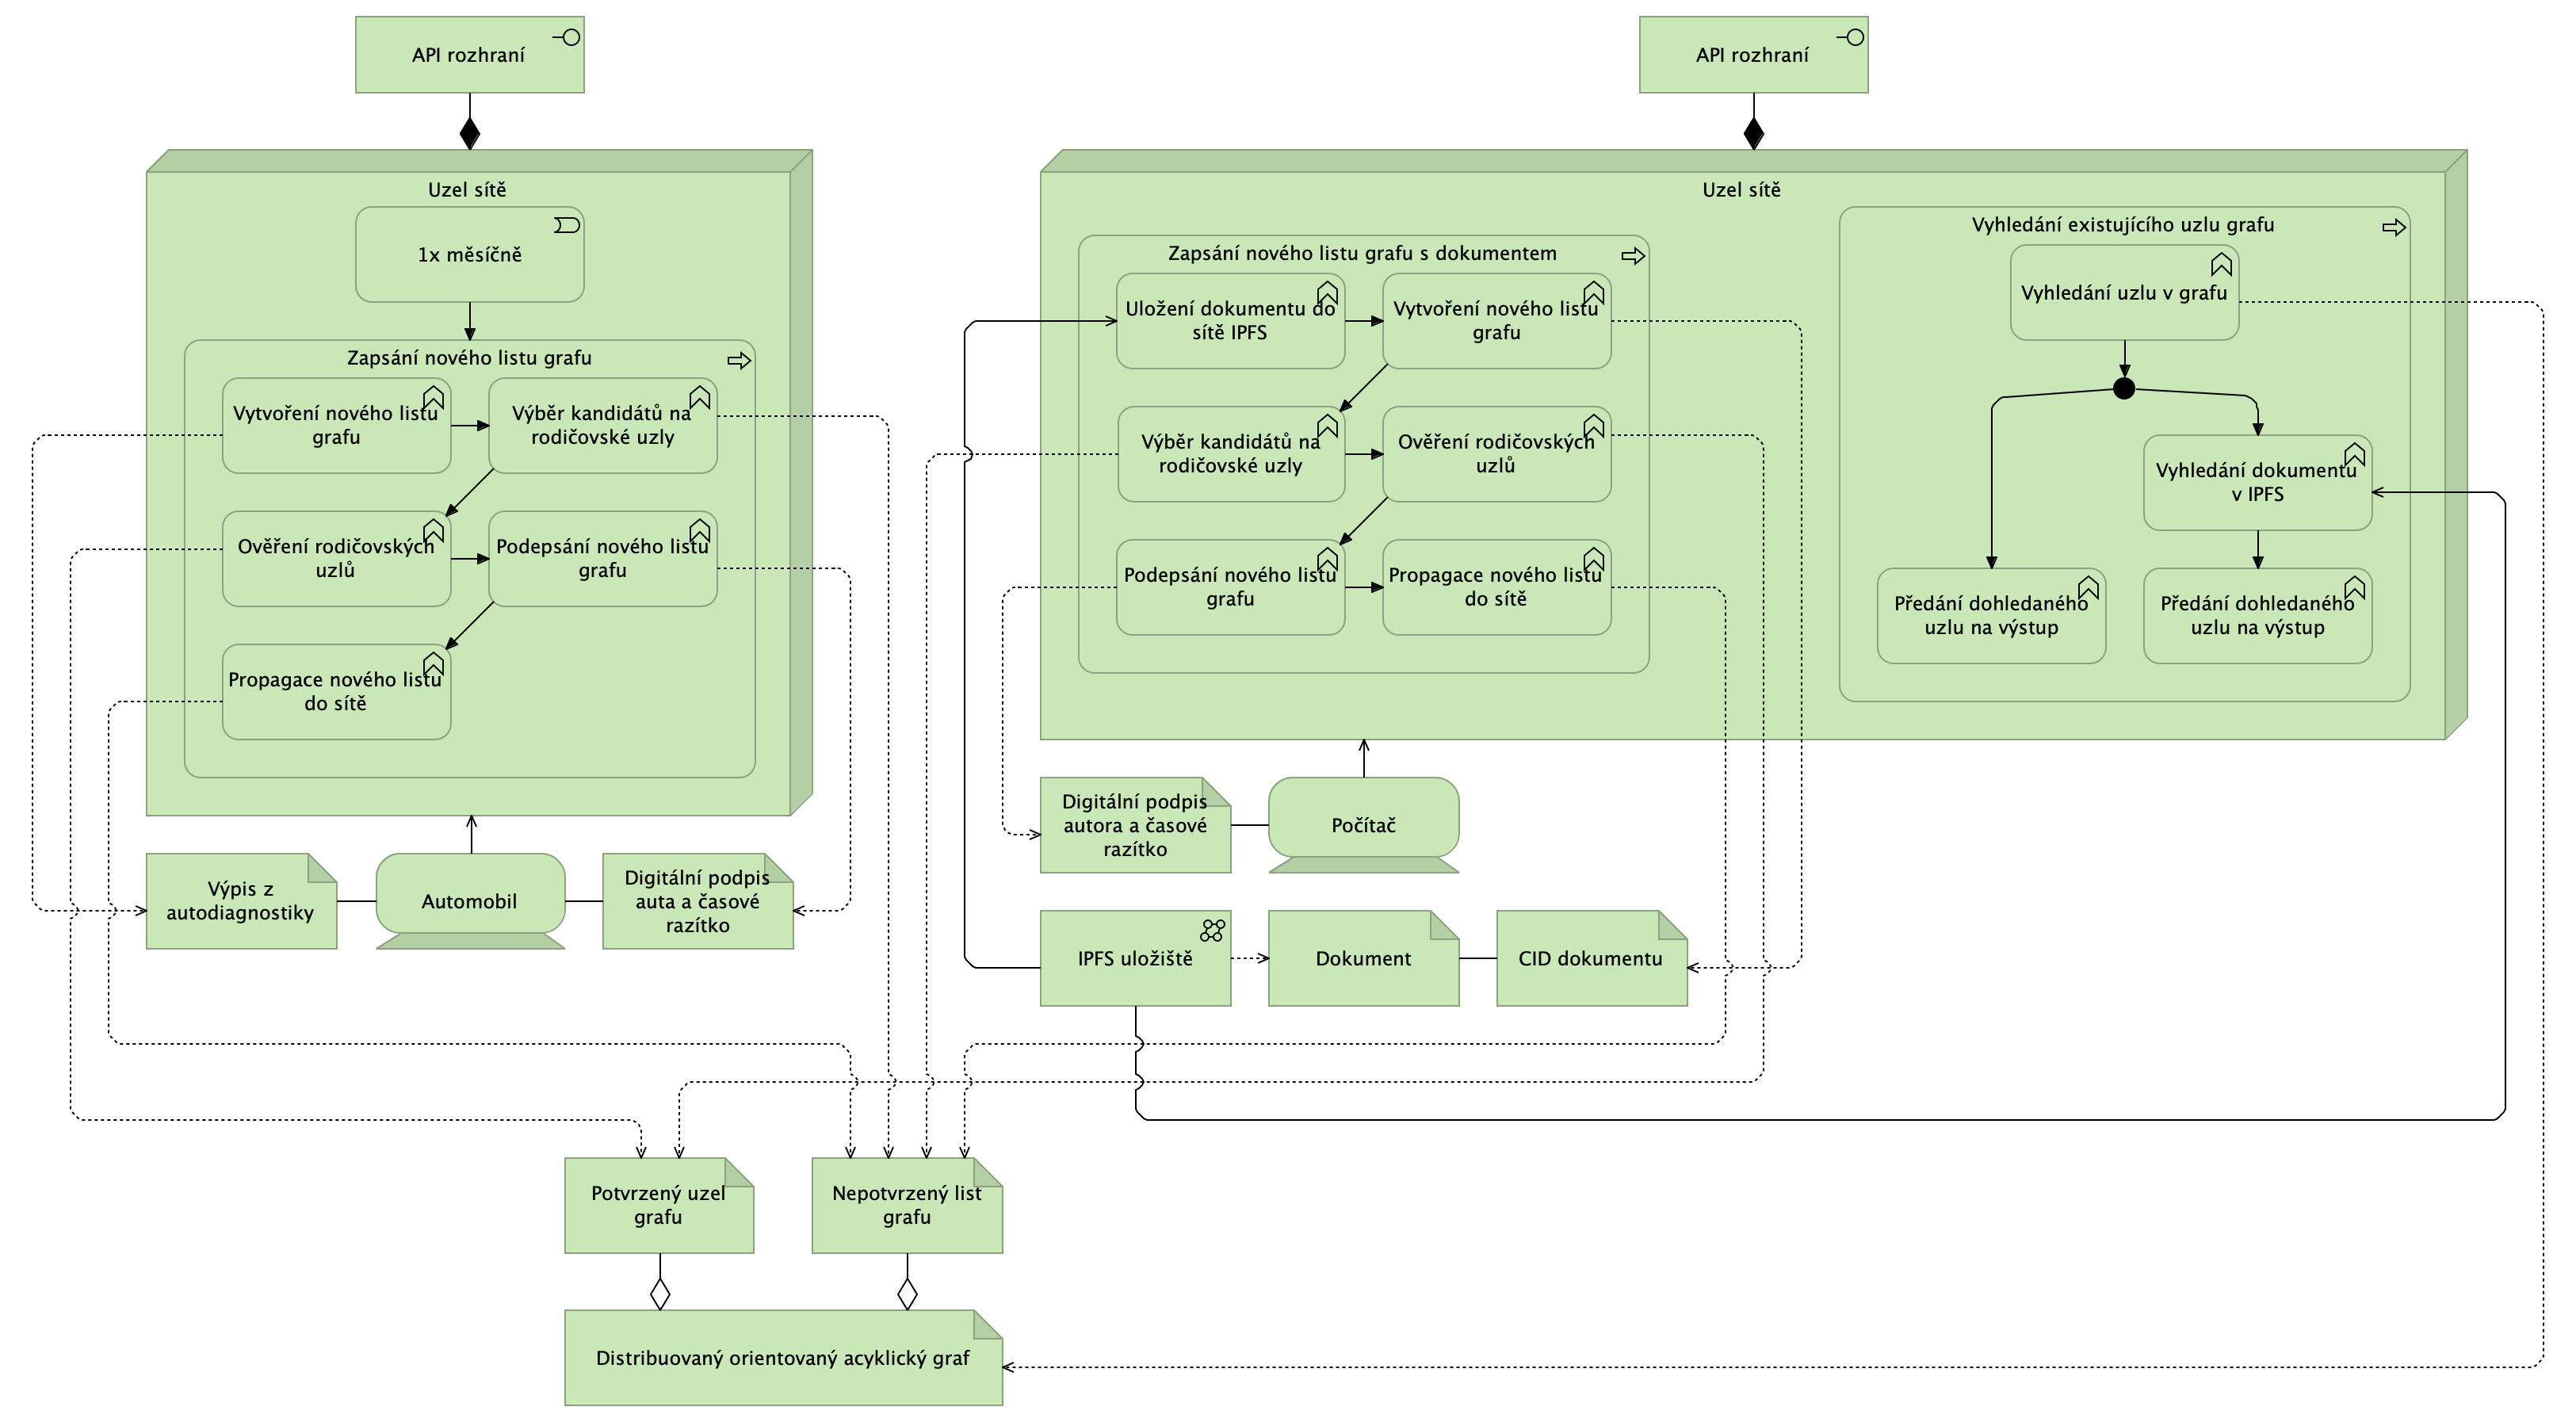 API rozhraní
API rozhraní
Uzel sítě
1x měsíčně
Zapsání nového listu grafu
Vytvoření nového listu
grafu
Výběr kandidátů na
rodičovské uzly
Ověření rodičovských
uzlů
Podepsání nového listu
grafu
Propagace nového listu
do sítě
Uzel sítě
Zapsání nového listu grafu s dokumentem
Uložení dokumentu do
sítě IPFS
Vytvoření nového listu
grafu
Výběr kandidátů na
rodičovské uzly
Ověření rodičovských
uzlů
Podepsání nového listu
grafu
Propagace nového listu
do sítě
Vyhledání existujícího uzlu grafu
Vyhledání uzlu v grafu
Vyhledání dokumentu
v IPFS
Předání dohledaného
uzlu na výstup
Předání dohledaného
uzlu na výstup
Výpis z
autodiagnostiky
Automobil
Digitální podpis
auta a časové
razítko
Digitální podpis
autora a časové
razítko
Počítač
IPFS uložiště
Dokument
CID dokumentu
Potvrzený uzel
grafu
Nepotvrzený list
grafu
Distribuovaný orientovaný acyklický graf